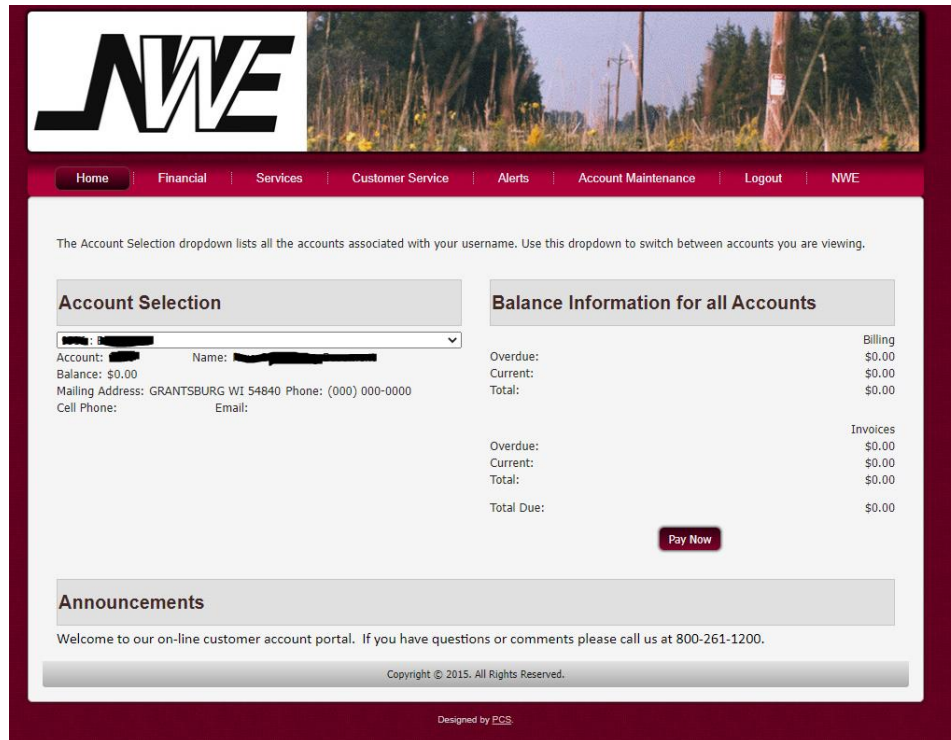 NWE
Home Financial Services Customer Service Alerts Account Maintenance Logout NWE
The Account Selection dropdown lists all the accounts associated with your username. Use this dropdown to switch between accounts you are viewing.
Account Selection
:
Account: Name:
Balance: $0.00
Mailing Address: GRANTSBURG WI 54840 Phone: (000) 000-0000
Cell Phone: Email:
Balance Information for all Accounts
Billing
Overdue: $0.00
Current: $0.00
Total: $0.00
Invoices
Overdue: $0.00
Current: $0.00
Total: $0.00
Total Due: $0.00
Pay Now
Announcements
Welcome to our on-line customer account portal. If you have questions or comments please call us at 800-261-1200.
Copyright © 2015. All Rights Reserved.
Designed by PCS.